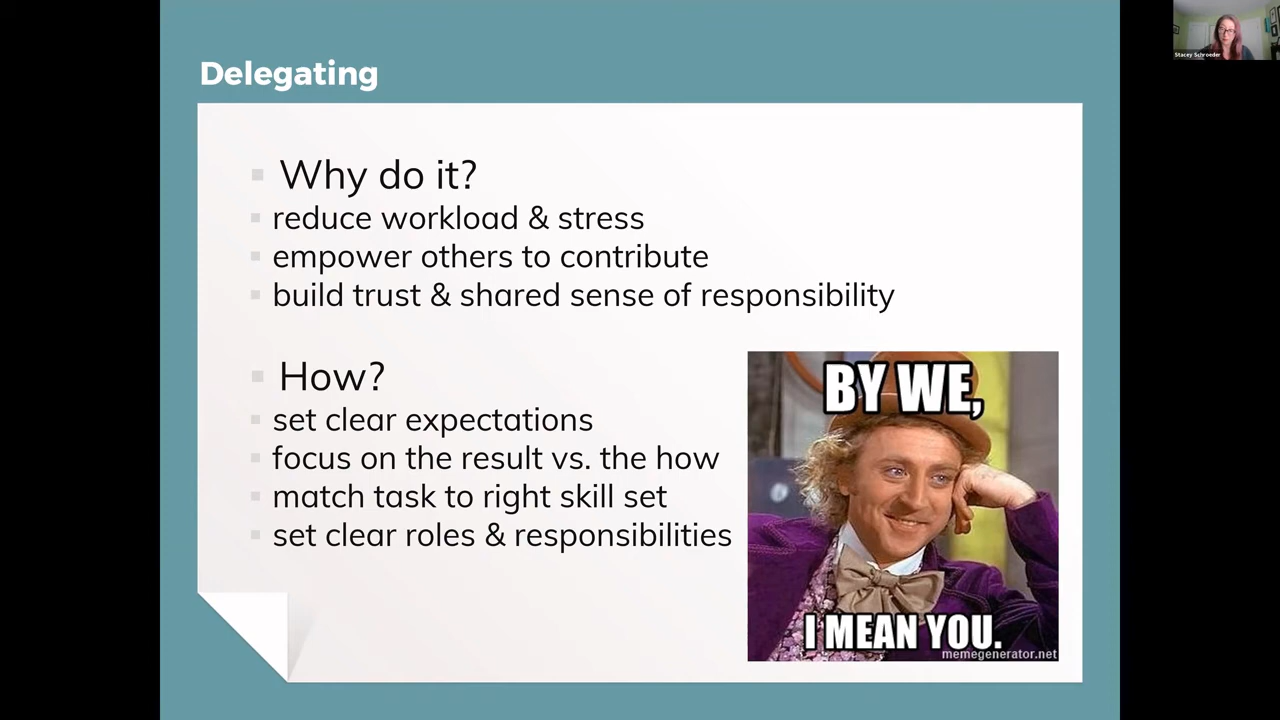 Delegating
Why do it?
reduce workload & stress
empower others to contribute
build trust & shared sense of responsibility
How?
set clear expectations
focus on the result vs. the how
match task to right skill set
set clear roles & responsibilities
BY WE,
I MEAN YOU.
memegenerator.net
Stacey Schroeder